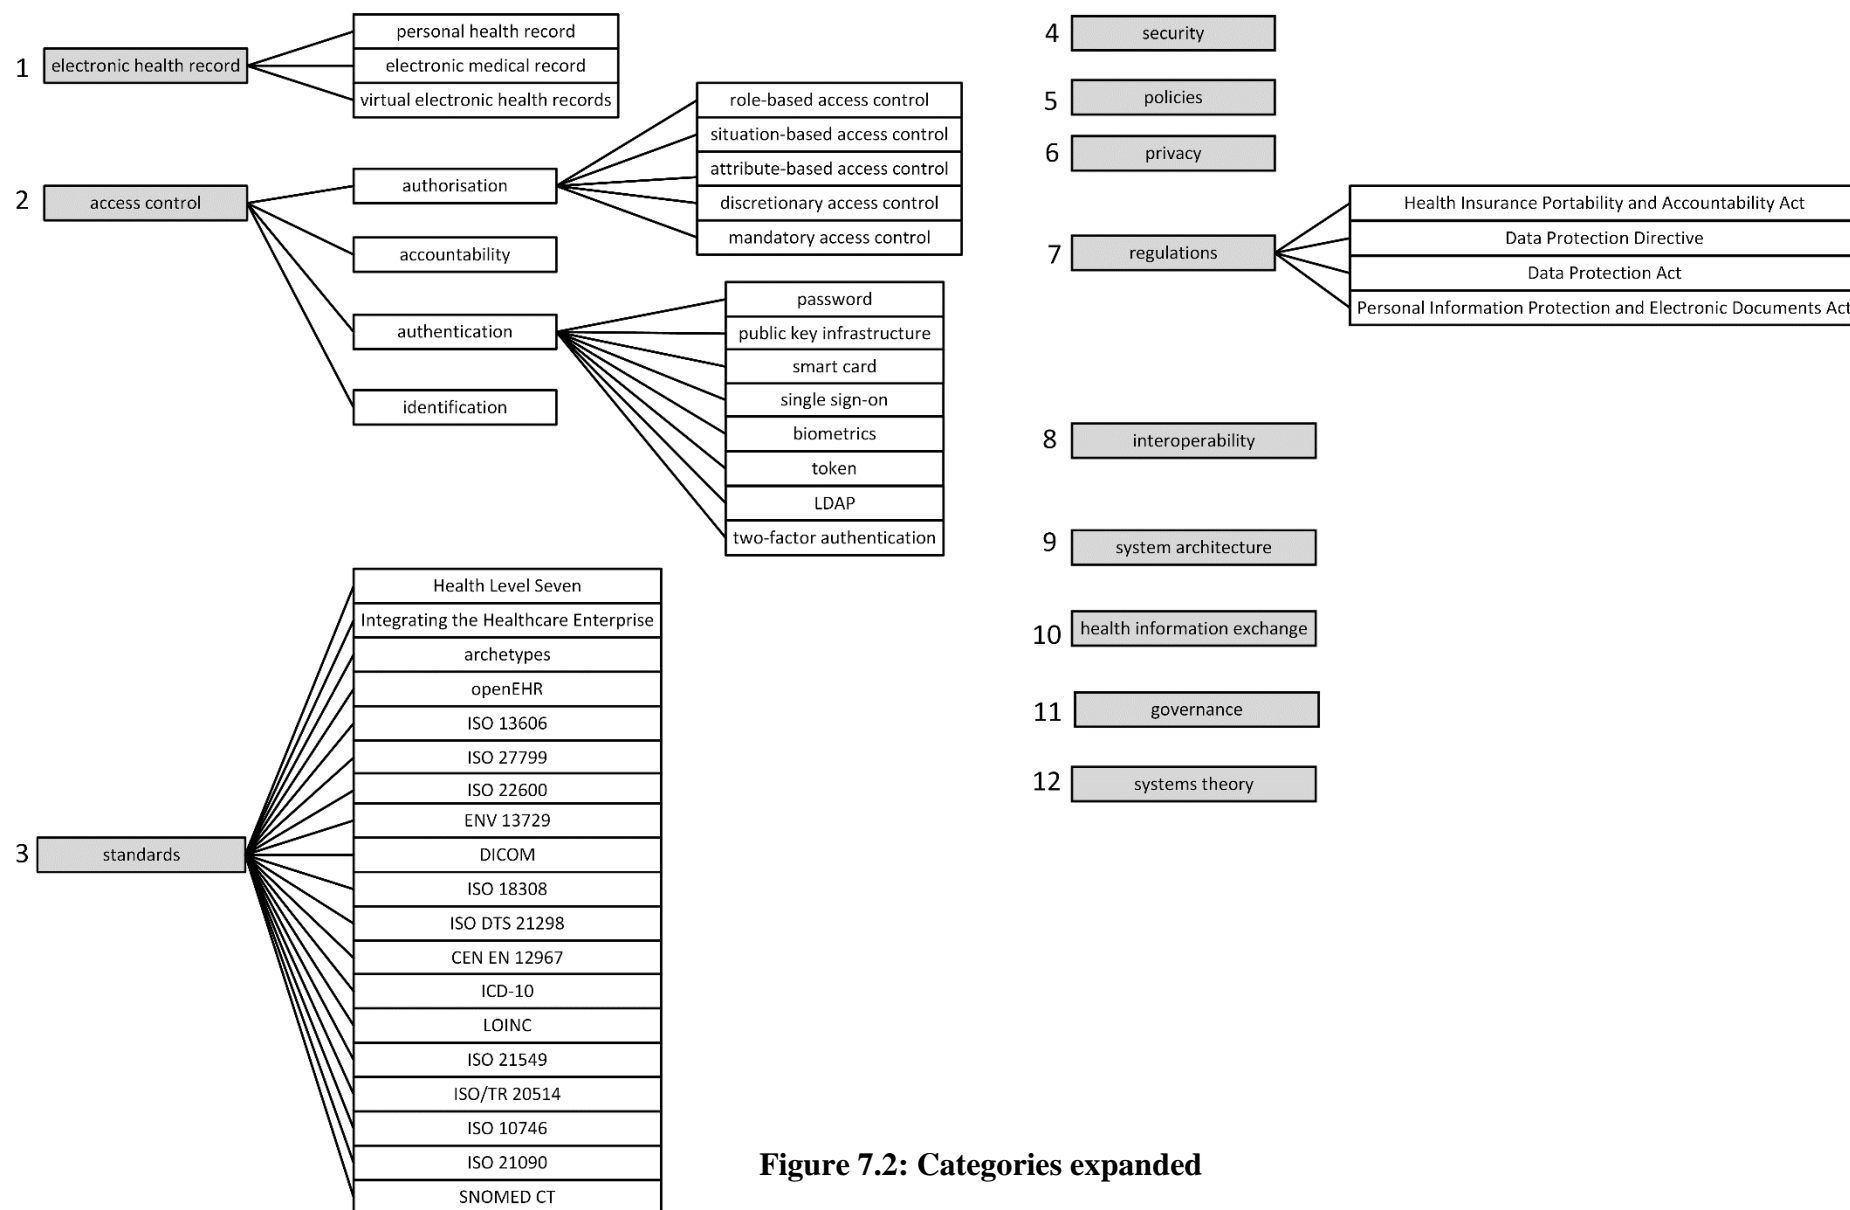 1
electronic health record
personal health record
electronic medical record
virtual electronic health records
2
access control
authorisation
role-based access control
situation-based access control
attribute-based access control
discretionary access control
mandatory access control
accountability
authentication
password
public key infrastructure
smart card
single sign-on
biometrics
token
LDAP
two-factor authentication
identification
3
standards
Health Level Seven
Integrating the Healthcare Enterprise
archetypes
openEHR
ISO 13606
ISO 27799
ISO 22600
ENV 13729
DICOM
ISO 18308
ISO DTS 21298
CEN EN 12967
ICD-10
LOINC
ISO 21549
ISO/TR 20514
ISO 10746
ISO 21090
SNOMED CT
4
security
5
policies
6
privacy
7
regulations
Health Insurance Portability and Accountability Act
Data Protection Directive
Data Protection Act
Personal Information Protection and Electronic Documents Act
8
interoperability
9
system architecture
10
health information exchange
11
governance
12
systems theory
Figure 7.2: Categories expanded